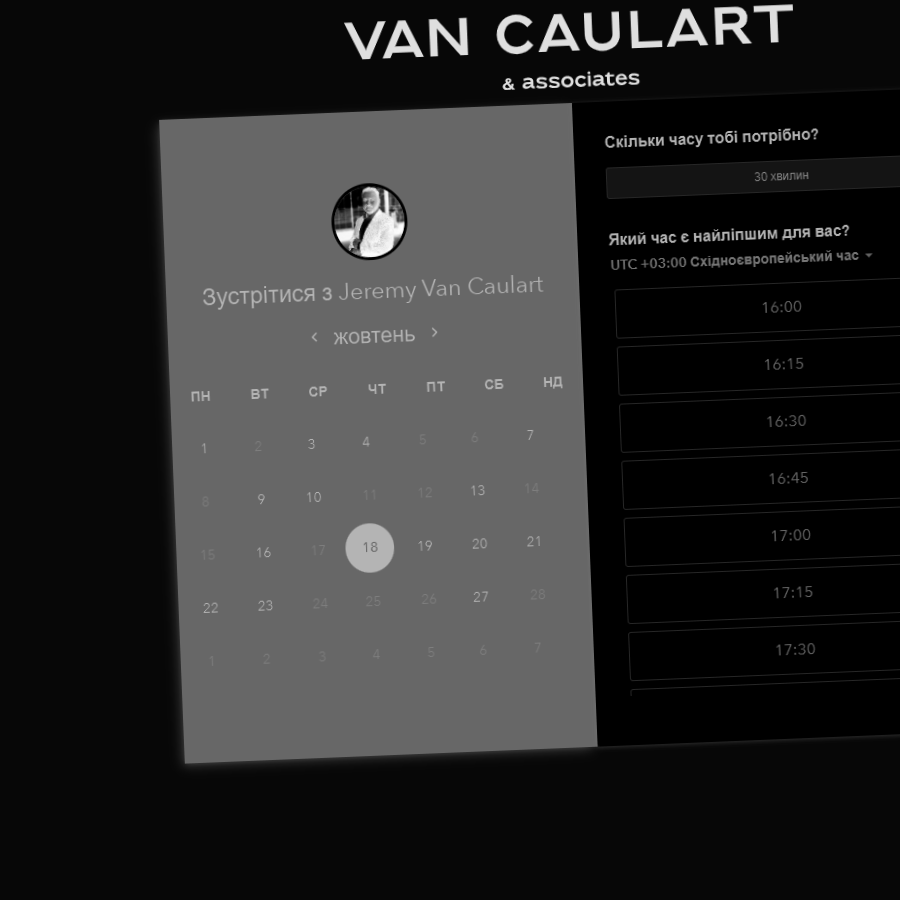 VAN CAULART
& associates
Зустрітися з Jeremy Van Caulart
жовтень
ПН ВТ СР ЧТ ПТ СБ НД
1 2 3 4 5 6 7
8 9 10 11 12 13 14
15 16 17 18 19 20 21
22 23 24 25 26 27 28
1 2 3 4 5 6 7
Скільки часу тобі потрібно?
30 хвилин
Який час є найліпшим для вас?
UTC +03:00 Східноєвропейський час
16:00
16:15
16:30
16:45
17:00
17:15
17:30